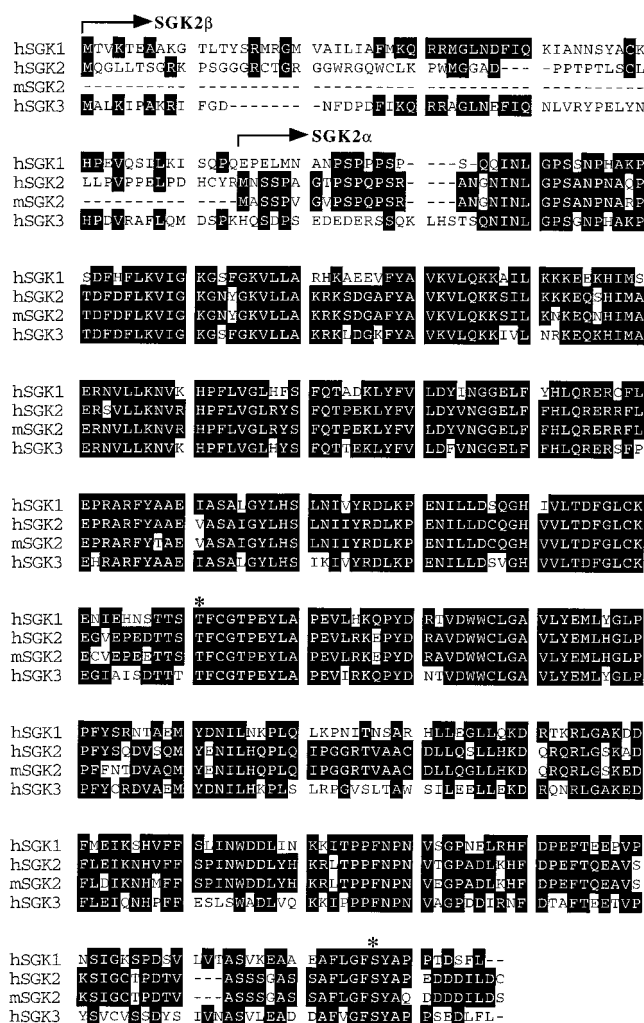 SGK2β
hSGK1 MTVKTEAAKG TLTYSRMRGM VAILIAFMKQ RRMGLNDFIQ KIANNSYACK
hSGK2 MQGLLTSGRK PSGGGRCTGR GGWRGQWCLK PWMGGAD--- -PPTPTLSCL
mSGK2 ---------- ---------- ---------- ---------- ----------
hSGK3 MALKIPAKRI FGD------- -NFDPDFIKQ RRAGLNEFIQ NLVRYPELYN
SGK2α
hSGK1 HPEVQSILKI SQPQEPELMN ANPSPPPSP- ---S-QQINL GPSSNPHAKP
hSGK2 LLPVPPELPD HCYRMNSSPA GTPSPQPSR- ---ANGNINL GPSANPNAQP
mSGK2 ---------- ----MASSPV GVPSPQPSR- ---ANGNINL GPSANPNARP
hSGK3 HPDVRAFLQM DSPKHQSDPS EDEDERSSQK LHSTSQNINL GPSGNPHAKP
hSGK1 SDFHFLKVIG KGSFGKVLLA RHKAEEVFYA VKVLQKKAIL KKKEEKHIMS
hSGK2 TDFDFLKVIG KGNYGKVLLA KRKSDGAFYA VKVLQKKSIL KKKEQSHIMA
mSGK2 TDFDFLKVIG KGNYGKVLLA KRKSDGAFYA VKVLQKKSIL KNKEQNHIMA
hSGK3 TDFDFLKVIG KGSFGKVLLA KRKLDGKFYA VKVLQKKIVL NRKEQKHIMA
hSGK1 ERNVLLKNVK HPFLVGLHFS FQTADKLYFV LDYINGGELF YHLQRERCFL
hSGK2 ERSVLLKNVR HPFLVGLRYS FQTPEKLYFV LDYVNGGELF FHLQRERRFL
mSGK2 ERNVLLKNVR HPFLVGLRYS FQTPEKLYFV LDYVNGGELF FHLQRERRFL
hSGK3 ERNVLLKNVK HPFLVGLHYS FQTTEKLYFV LDFVNGGELF FHLQRERSFP
hSGK1 EPRARFYAAE IASALGYLHS LNIVYRDLKP ENILLDSQGH IVLTDFGLCK
hSGK2 EPRARFYAAE VASAIGYLHS LNIIYRDLKP ENILLDCQGH VVLTDFGLCK
mSGK2 EPRARFYTAE VASAIGYLHS LNIIYRDLKP ENILLDCQGH VVLTDFGLCK
hSGK3 EHRARFYAAE IASALGYLHS IKIVYRDLKP ENILLDSVGH VVLTDFGLCK
*
hSGK1 ENIEHNSTTS TFCGTPEYLA PEVLHKQPYD RTVDWWCLGA VLYEMLYGLP
hSGK2 EGVEPEDTTS TFCGTPEYLA PEVLRKEPYD RAVDWWCLGA VLYEMLHGLP
mSGK2 ECVEPEETTS TFCGTPEYLA PEVLRKEPYD RAVDWWCLGA VLYEMLHGLP
hSGK3 EGIAISDTTT TFCGTPEYLA PEVIRKQPYD NTVDWWCLGA VLYEMLYGLP
hSGK1 PFYSRNTAEM YDNILNKPLQ LKPNITNSAR HLLEGLLQKD RTKRLGAKDD
hSGK2 PFYSQDVSQM YENILHQPLQ IPGGRTVAAC DLLQSLLHKD QRQRLGSKAD
mSGK2 PFFNTDVAQM YENILHQPLQ IPGGRTVAAC DLLQGLLHKD QRQRLGSKED
hSGK3 PFYCRDVAEM YDNILHKPLS LRPGVSLTAW SILEELLEKD RQNRLGAKED
hSGK1 FMEIKSHVFF SLINWDDLIN KKITPPFNPN VSGPNELRHF DPEFTEEPVP
hSGK2 FLEIKNHVFF SPINWDDLYH KRLTPPFNPN VTGPADLKHF DPEFTQEAVS
mSGK2 FLDIKNHMFF SPINWDDLYH KRLTPPFNPN VEGPADLKHF DPEFTQEAVS
hSGK3 FLEIQNHPFF ESLSWADLVQ KKIPPPFNPN VAGPDDIRNF DTAFTEETVP
*
hSGK1 NSIGKSPDSV LVTASVKEAA EAFLGFSYAP PTDSFL--
hSGK2 KSIGCTPDTV ---ASSSGAS SAFLGFSYAP EDDDILDC
mSGK2 KSIGCTPDTV ---ASSSGAS SAFLGFSYAQ DDDDILDS
hSGK3 YSVCVSSDYS IVNASVLEAD DAFVGFSYAP PSEDLFL-